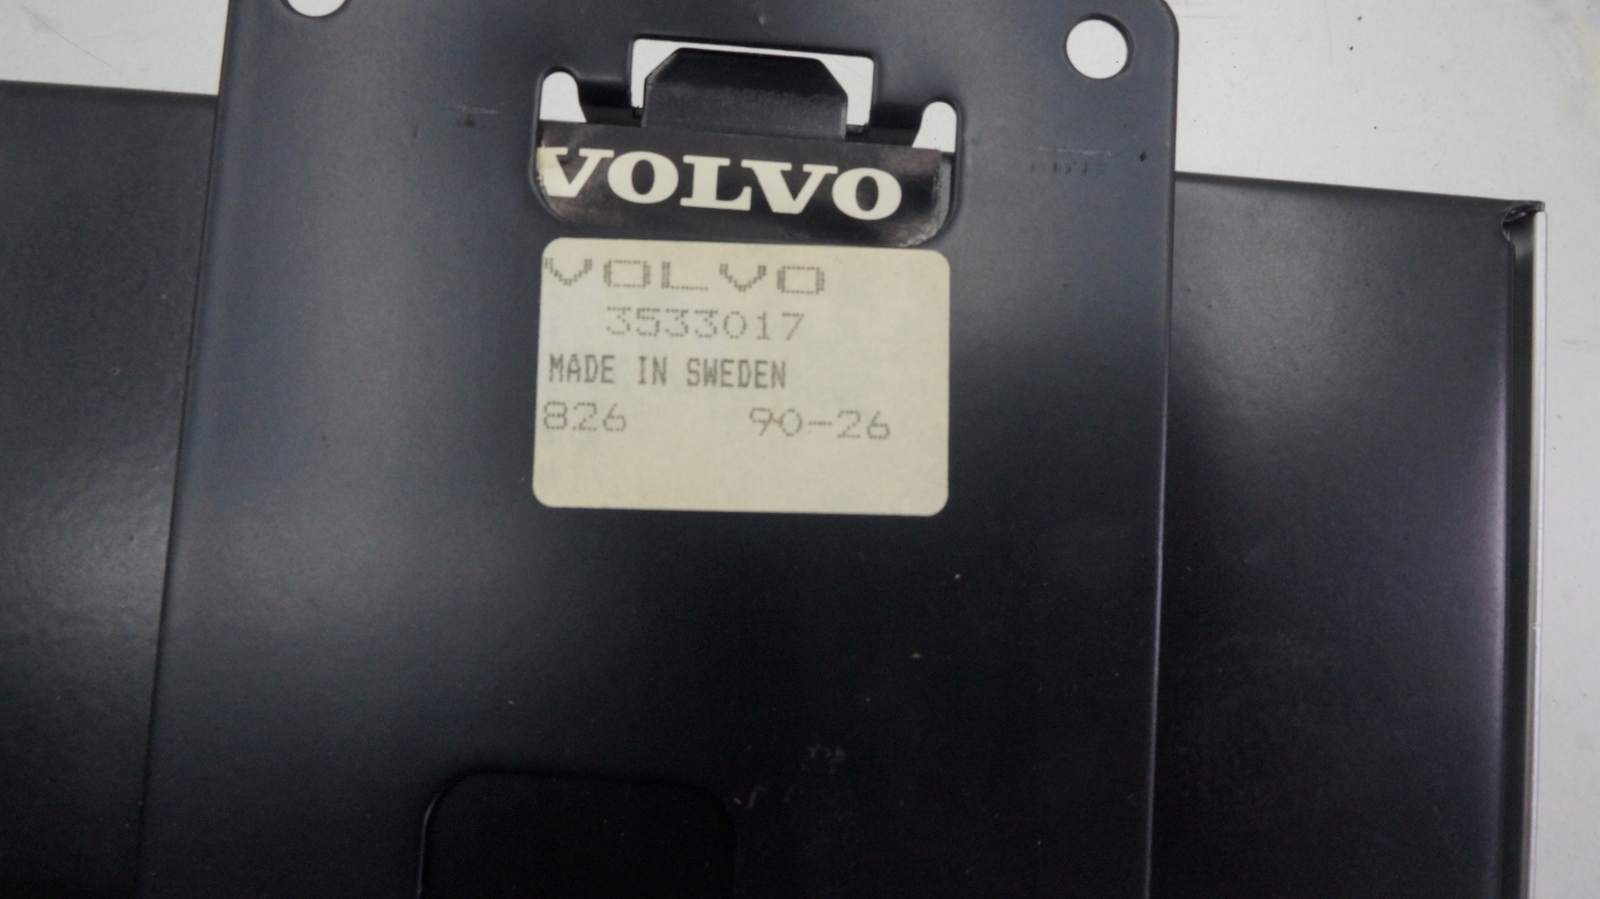 VOLVO
VOLVO
3533017
MADE IN SWEDEN
826 90-26